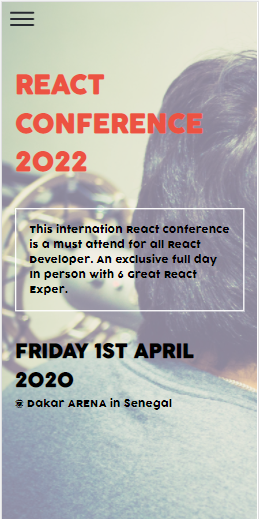 REACT
CONFERENCE
2022
This internation React conference
is a must attend for all React
Developer. An exclusive full day
In person with 6 Great React
Exper.
FRIDAY 1ST APRIL
2020
Dakar ARENA in Senegal